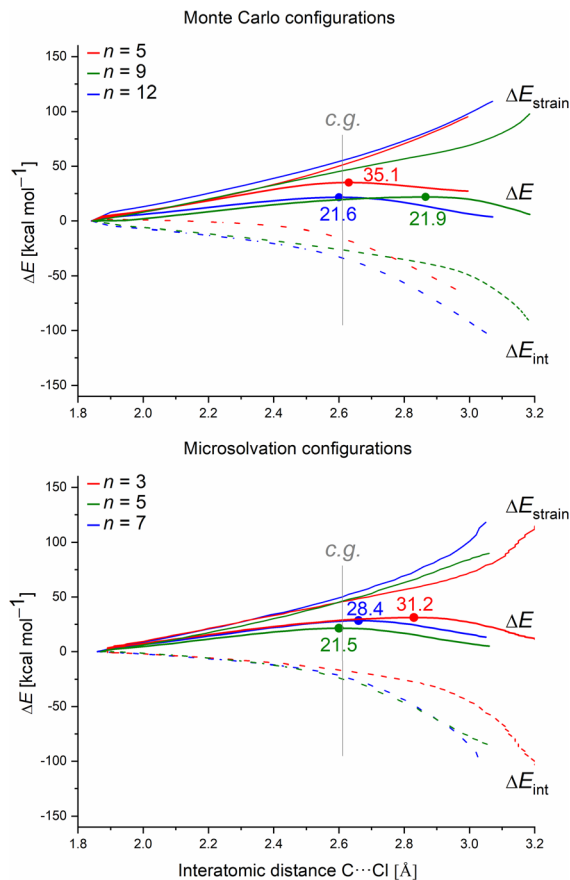 Monte Carlo configurations
150
100
50
0
-50
-100
-150
ΔE [kcal mol⁻¹]
n = 5
n = 9
n = 12
c.g.
ΔE_strain
35.1
ΔE
21.6
21.9
ΔE_int
1.8
2.0
2.2
2.4
2.6
2.8
3.0
3.2
Microsolvation configurations
150
100
50
0
-50
-100
-150
ΔE [kcal mol⁻¹]
n = 3
n = 5
n = 7
c.g.
ΔE_strain
28.4
31.2
ΔE
21.5
ΔE_int
1.8
2.0
2.2
2.4
2.6
2.8
3.0
3.2
Interatomic distance C···Cl [Å]